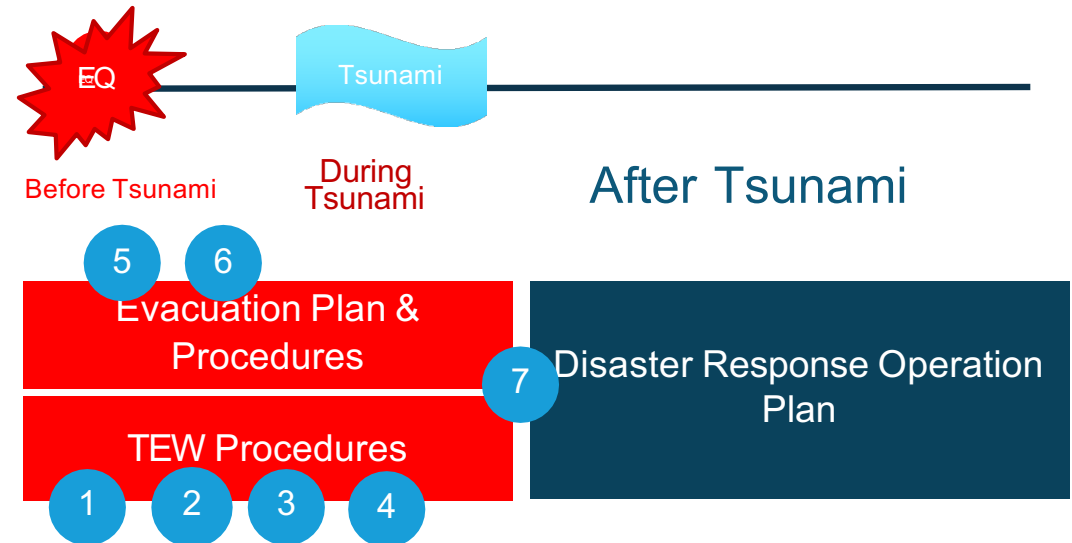 EQ
Tsunami
Before Tsunami
During
Tsunami
After Tsunami
5
6
Evacuation Plan &
Procedures
7
Disaster Response Operation
Plan
TEW Procedures
1
2
3
4